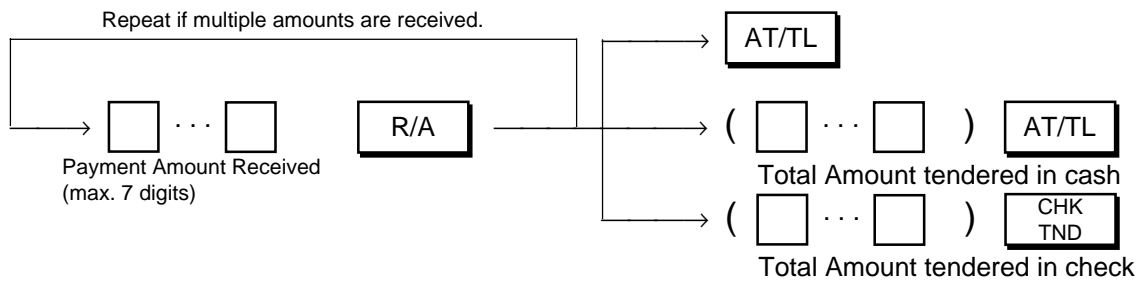 Repeat if multiple amounts are received.
AT/TL
· · ·
R/A
( · · · ) AT/TL
Payment Amount Received
(max. 7 digits)
Total Amount tendered in cash
( · · · ) CHK
TND
Total Amount tendered in check